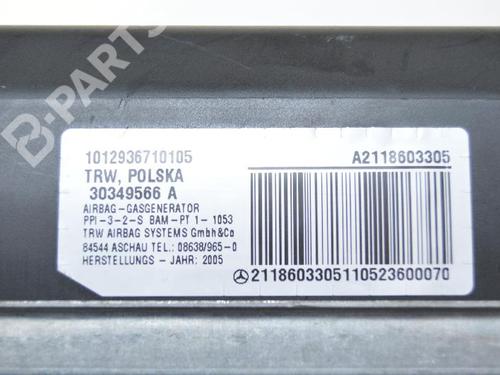 B-PARTS
1012936710105
A2118603305
TRW, POLSKA
30349566 A
AIRBAG-GASGENERATOR
PPI-3-2-S BAM-PT 1- 1053
TRW AIRBAG SYSTEMS GmbH&Co
84544 ASCHAU TEL.: 08638/965-0
HERSTELLUNGS - JAHR: 2005
2118603305110523600070